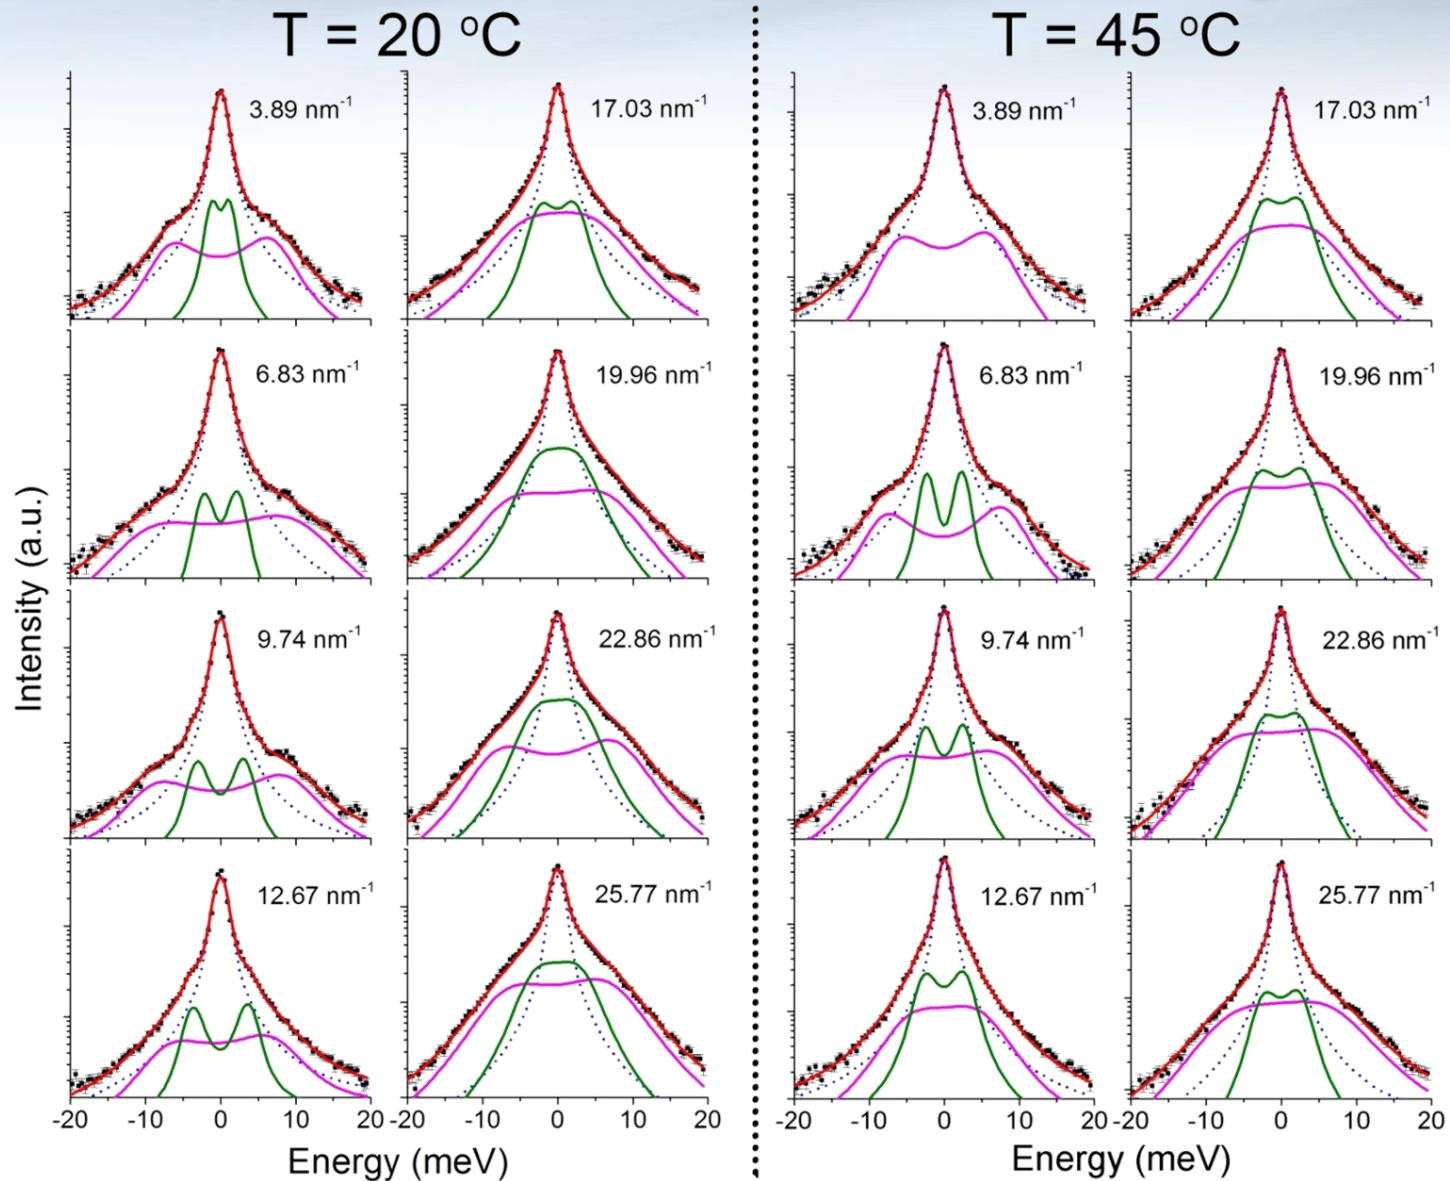 T = 20 °C
T = 45 °C
3.89 nm⁻¹
17.03 nm⁻¹
3.89 nm⁻¹
17.03 nm⁻¹
6.83 nm⁻¹
19.96 nm⁻¹
6.83 nm⁻¹
19.96 nm⁻¹
Intensity (a.u.)
9.74 nm⁻¹
22.86 nm⁻¹
9.74 nm⁻¹
22.86 nm⁻¹
12.67 nm⁻¹
25.77 nm⁻¹
12.67 nm⁻¹
25.77 nm⁻¹
-20 -10 0 10 20
-20 -10 0 10 20
-20 -10 0 10 20
-20 -10 0 10 20
Energy (meV)
Energy (meV)